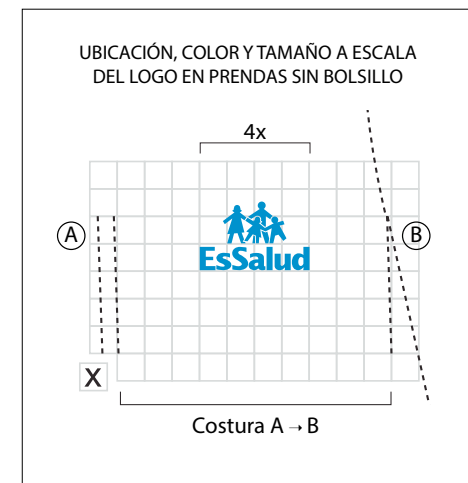 UBICACIÓN, COLOR Y TAMAÑO A ESCALA
DEL LOGO EN PRENDAS SIN BOLSILLO
4x
A
B
EsSalud
X
Costura A → B